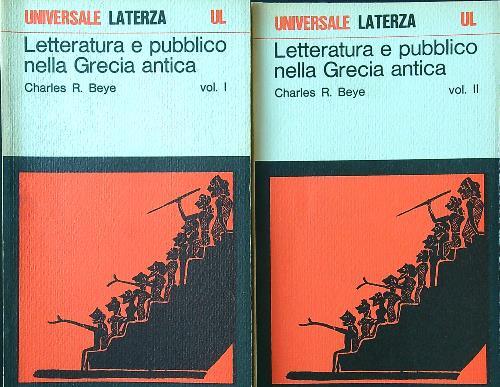 UNIVERSALE LATERZA UL
Letteratura e pubblico
nella Grecia antica
Charles R. Beye vol. I
UNIVERSALE LATERZA UL
Letteratura e pubblico
nella Grecia antica
Charles R. Beye vol. II